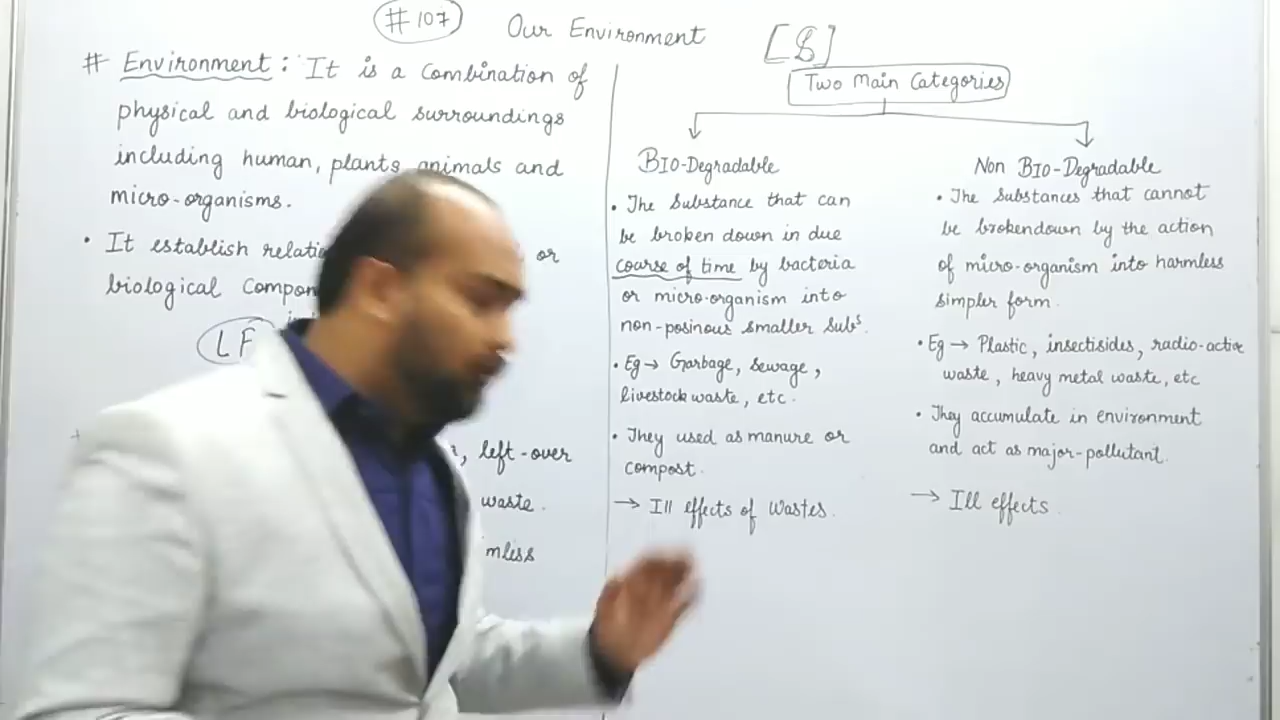 #107 Our Environment
# Environment: It is a combination of
physical and biological surroundings
including human, plants, animals and
micro-organisms.
• It establish or
biological
LF
, left-over
waste.
Two Main Categories
BIO-Degradable
• The substance that can
be broken down in due
course of time by bacteria
or micro-organism into
non-posinous smaller subs.
• Eg → Garbage, sewage,
livestock waste, etc.
• They used as manure or
compost.
→ Ill effects of Wastes.
Non BIO-Degradable
• The substances that cannot
be brokendown by the action
of micro-organism into harmless
simpler form.
• Eg → Plastic, insectisides, radio-active
waste, heavy metal waste, etc
• They accumulate in environment
and act as major-pollutant.
→ Ill effects.